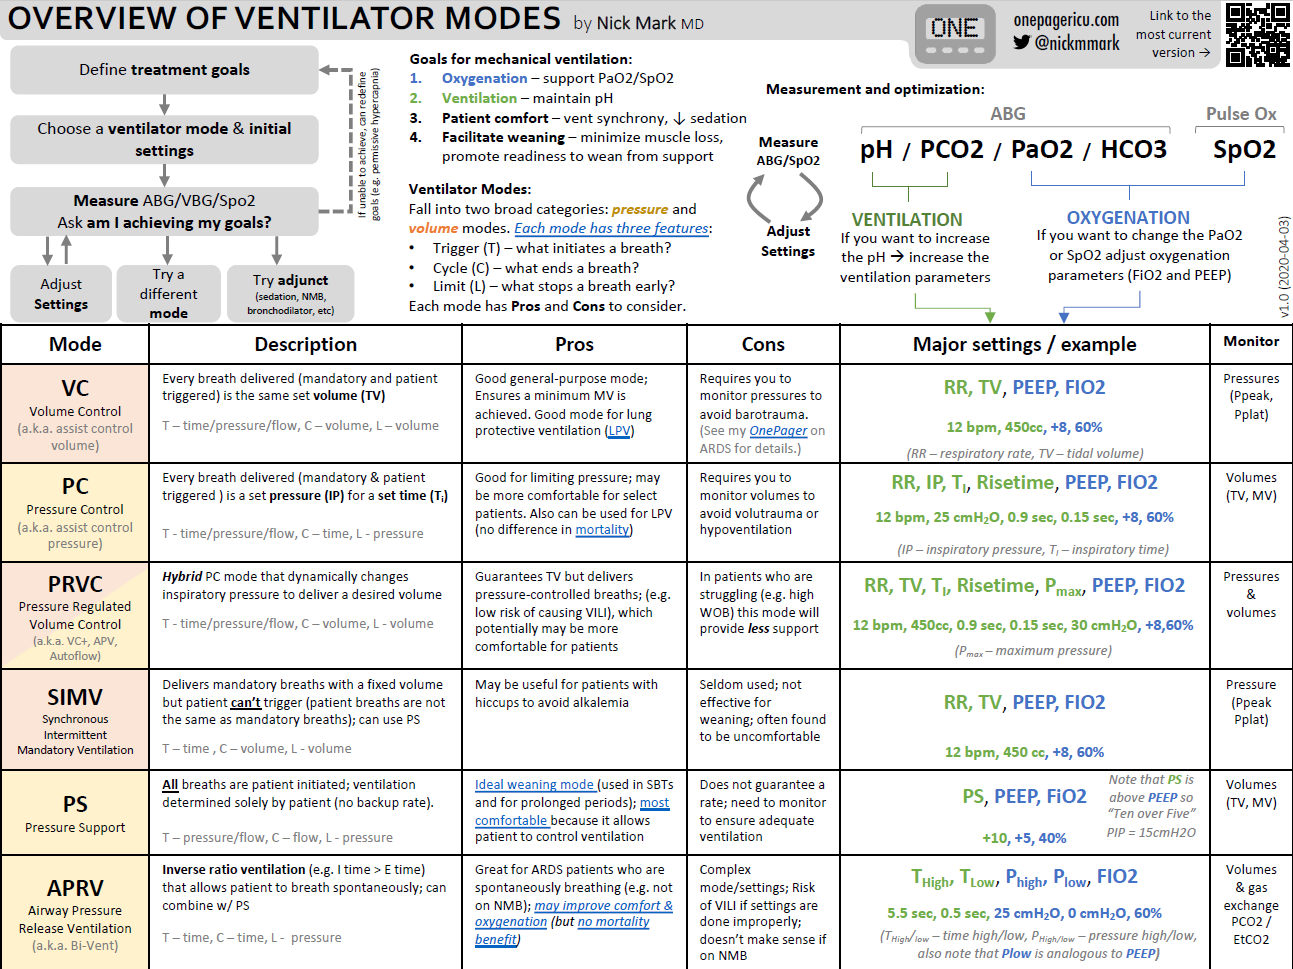 OVERVIEW OF VENTILATOR MODES by Nick Mark MD
ONE
onepagericu.com
@nickmmark
Link to the
most current
version →
Define treatment goals
Choose a ventilator mode & initial
settings
Measure ABG/VBG/Spo2
Ask am I achieving my goals?
If unable to achieve, can redefine
goals (e.g. permissive hypercapnia)
Adjust
Settings
Try a
different
mode
Try adjunct
(sedation, NMB,
bronchodilator, etc)
Goals for mechanical ventilation:
1. Oxygenation – support PaO2/SpO2
2. Ventilation – maintain pH
3. Patient comfort – vent synchrony, ↓ sedation
4. Facilitate weaning – minimize muscle loss,
promote readiness to wean from support
Ventilator Modes:
Fall into two broad categories: pressure and
volume modes. Each mode has three features:
• Trigger (T) – what initiates a breath?
• Cycle (C) – what ends a breath?
• Limit (L) – what stops a breath early?
Each mode has Pros and Cons to consider.
Measurement and optimization:
Measure
ABG/SpO2
Adjust
Settings
ABG
Pulse Ox
pH / PCO2 / PaO2 / HCO3
SpO2
VENTILATION
If you want to increase
the pH → increase the
ventilation parameters
OXYGENATION
If you want to change the PaO2
or SpO2 adjust oxygenation
parameters (FiO2 and PEEP)
v1.0 (2020-04-03)
Mode
Description
Pros
Cons
Major settings / example
Monitor
VC
Volume Control
(a.k.a. assist control
volume)
Every breath delivered (mandatory and patient
triggered) is the same set volume (TV)
T – time/pressure/flow, C – volume, L – volume
Good general-purpose mode;
Ensures a minimum MV is
achieved. Good mode for lung
protective ventilation (LPV)
Requires you to
monitor pressures to
avoid barotrauma.
(See my OnePager on
ARDS for details.)
RR, TV, PEEP, FIO2
12 bpm, 450cc, +8, 60%
(RR – respiratory rate, TV – tidal volume)
Pressures
(Ppeak,
Pplat)
PC
Pressure Control
(a.k.a. assist control
pressure)
Every breath delivered (mandatory & patient
triggered ) is a set pressure (IP) for a set time (Ti)
T - time/pressure/flow, C – time, L - pressure
Good for limiting pressure; may
be more comfortable for select
patients. Also can be used for LPV
(no difference in mortality)
Requires you to
monitor volumes to
avoid volutrauma or
hypoventilation
RR, IP, TI, Risetime, PEEP, FIO2
12 bpm, 25 cmH2O, 0.9 sec, 0.15 sec, +8, 60%
(IP – inspiratory pressure, TI – inspiratory time)
Volumes
(TV, MV)
PRVC
Pressure Regulated
Volume Control
(a.k.a. VC+, APV,
Autoflow)
Hybrid PC mode that dynamically changes
inspiratory pressure to deliver a desired volume
T - time/pressure/flow, C – volume, L - volume
Guarantees TV but delivers
pressure-controlled breaths; (e.g.
low risk of causing VILI), which
potentially may be more
comfortable for patients
In patients who are
struggling (e.g. high
WOB) this mode will
provide less support
RR, TV, TI, Risetime, Pmax, PEEP, FIO2
12 bpm, 450cc, 0.9 sec, 0.15 sec, 30 cmH2O, +8,60%
(Pmax – maximum pressure)
Pressures
&
volumes
SIMV
Synchronous
Intermittent
Mandatory Ventilation
Delivers mandatory breaths with a fixed volume
but patient can't trigger (patient breaths are not
the same as mandatory breaths); can use PS
T – time , C – volume, L - volume
May be useful for patients with
hiccups to avoid alkalemia
Seldom used; not
effective for
weaning; often found
to be uncomfortable
RR, TV, PEEP, FIO2
12 bpm, 450 cc, +8, 60%
Pressure
(Ppeak
Pplat)
PS
Pressure Support
All breaths are patient initiated; ventilation
determined solely by patient (no backup rate).
T – pressure/flow, C – flow, L - pressure
Ideal weaning mode (used in SBTs
and for prolonged periods); most
comfortable because it allows
patient to control ventilation
Does not guarantee a
rate; need to monitor
to ensure adequate
ventilation
PS, PEEP, FiO2
+10, +5, 40%
Note that PS is
above PEEP so
“Ten over Five”
PIP = 15cmH2O
Volumes
(TV, MV)
APRV
Airway Pressure
Release Ventilation
(a.k.a. Bi-Vent)
Inverse ratio ventilation (e.g. I time > E time)
that allows patient to breath spontaneously; can
combine w/ PS
T – time, C – time, L - pressure
Great for ARDS patients who are
spontaneously breathing (e.g. not
on NMB); may improve comfort &
oxygenation (but no mortality
benefit)
Complex
mode/settings; Risk
of VILI if settings are
done improperly;
doesn't make sense if
on NMB
THigh, TLow, Phigh, Plow, FIO2
5.5 sec, 0.5 sec, 25 cmH2O, 0 cmH2O, 60%
(THigh/low – time high/low, PHigh/low – pressure high/low,
also note that Plow is analogous to PEEP)
Volumes
& gas
exchange
PCO2 /
EtCO2